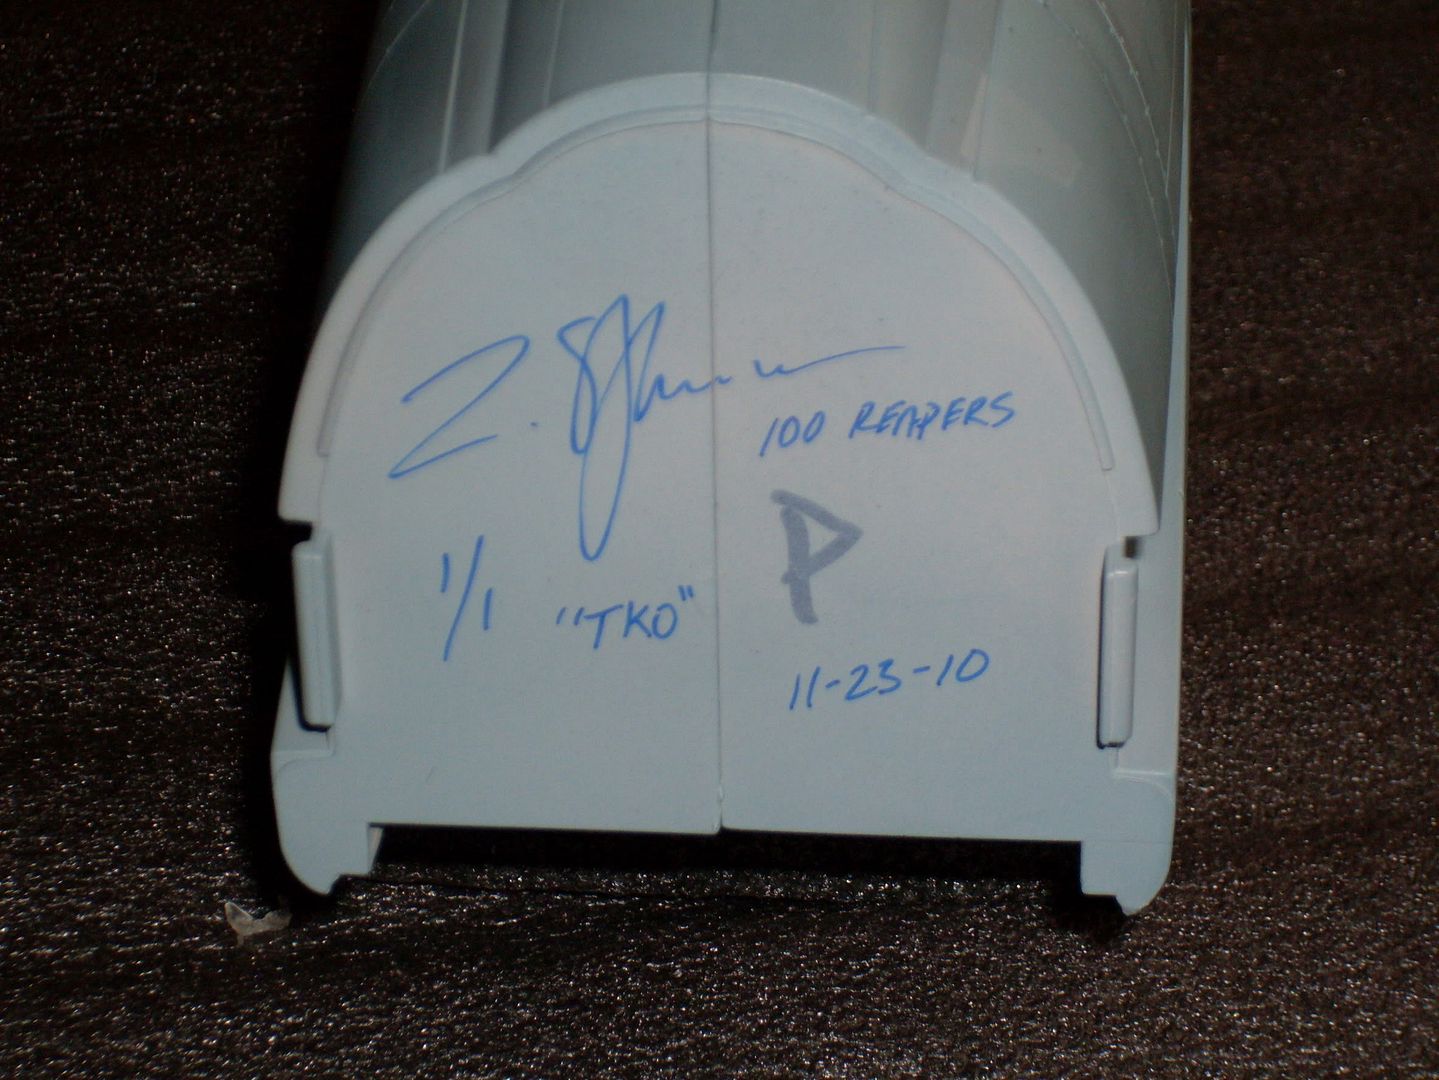 100 REAPERS
P
1/1 "TKO"
11-23-10